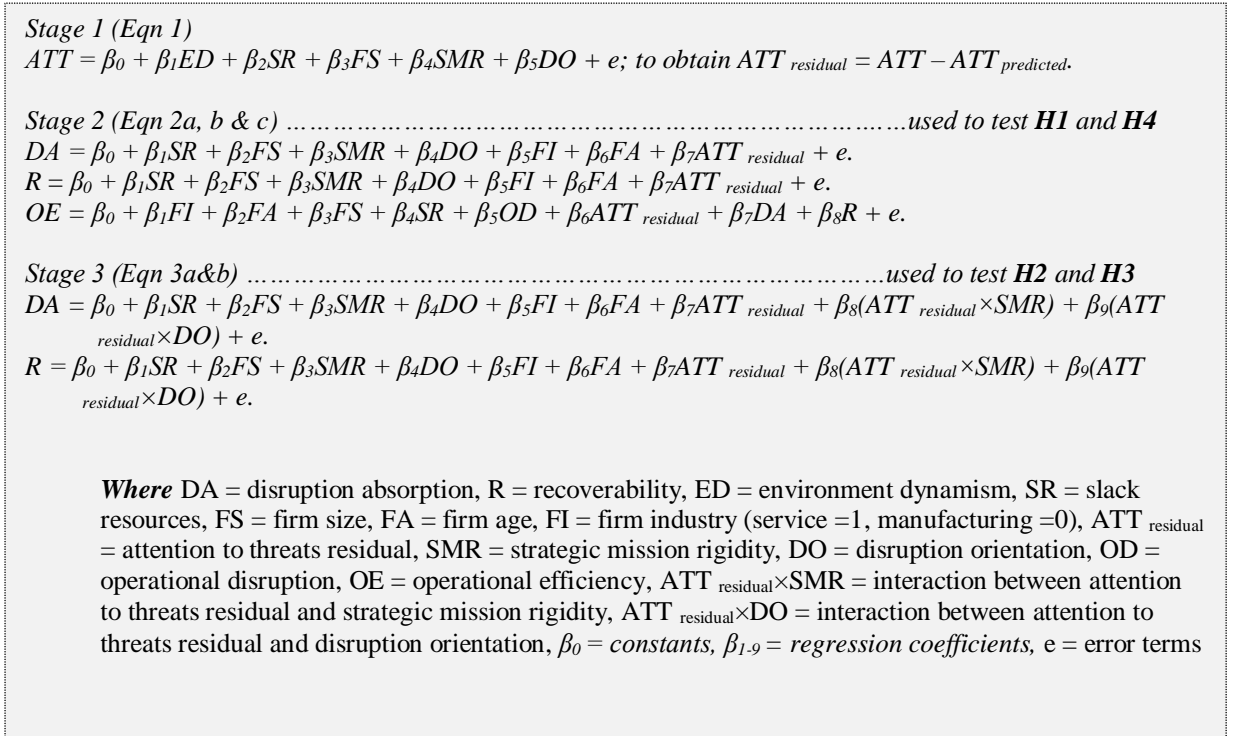 Stage 1 (Eqn 1)
ATT = β0 + β1ED + β2SR + β3FS + β4SMR + β5DO + e; to obtain ATT residual = ATT – ATT predicted.
Stage 2 (Eqn 2a, b & c) ………………………………………………………………used to test H1 and H4
DA = β0 + β1SR + β2FS + β3SMR + β4DO + β5FI + β6FA + β7ATT residual + e.
R = β0 + β1SR + β2FS + β3SMR + β4DO + β5FI + β6FA + β7ATT residual + e.
OE = β0 + β1FI + β2FA + β3FS + β4SR + β5OD + β6ATT residual + β7DA + β8R + e.
Stage 3 (Eqn 3a&b) ………………………………………………………………used to test H2 and H3
DA = β0 + β1SR + β2FS + β3SMR + β4DO + β5FI + β6FA + β7ATT residual + β8(ATT residual×SMR) + β9(ATT
residual×DO) + e.
R = β0 + β1SR + β2FS + β3SMR + β4DO + β5FI + β6FA + β7ATT residual + β8(ATT residual×SMR) + β9(ATT
residual×DO) + e.
Where DA = disruption absorption, R = recoverability, ED = environment dynamism, SR = slack
resources, FS = firm size, FA = firm age, FI = firm industry (service =1, manufacturing =0), ATT residual
= attention to threats residual, SMR = strategic mission rigidity, DO = disruption orientation, OD =
operational disruption, OE = operational efficiency, ATT residual×SMR = interaction between attention
to threats residual and strategic mission rigidity, ATT residual×DO = interaction between attention to
threats residual and disruption orientation, β0 = constants, β1-9 = regression coefficients, e = error terms